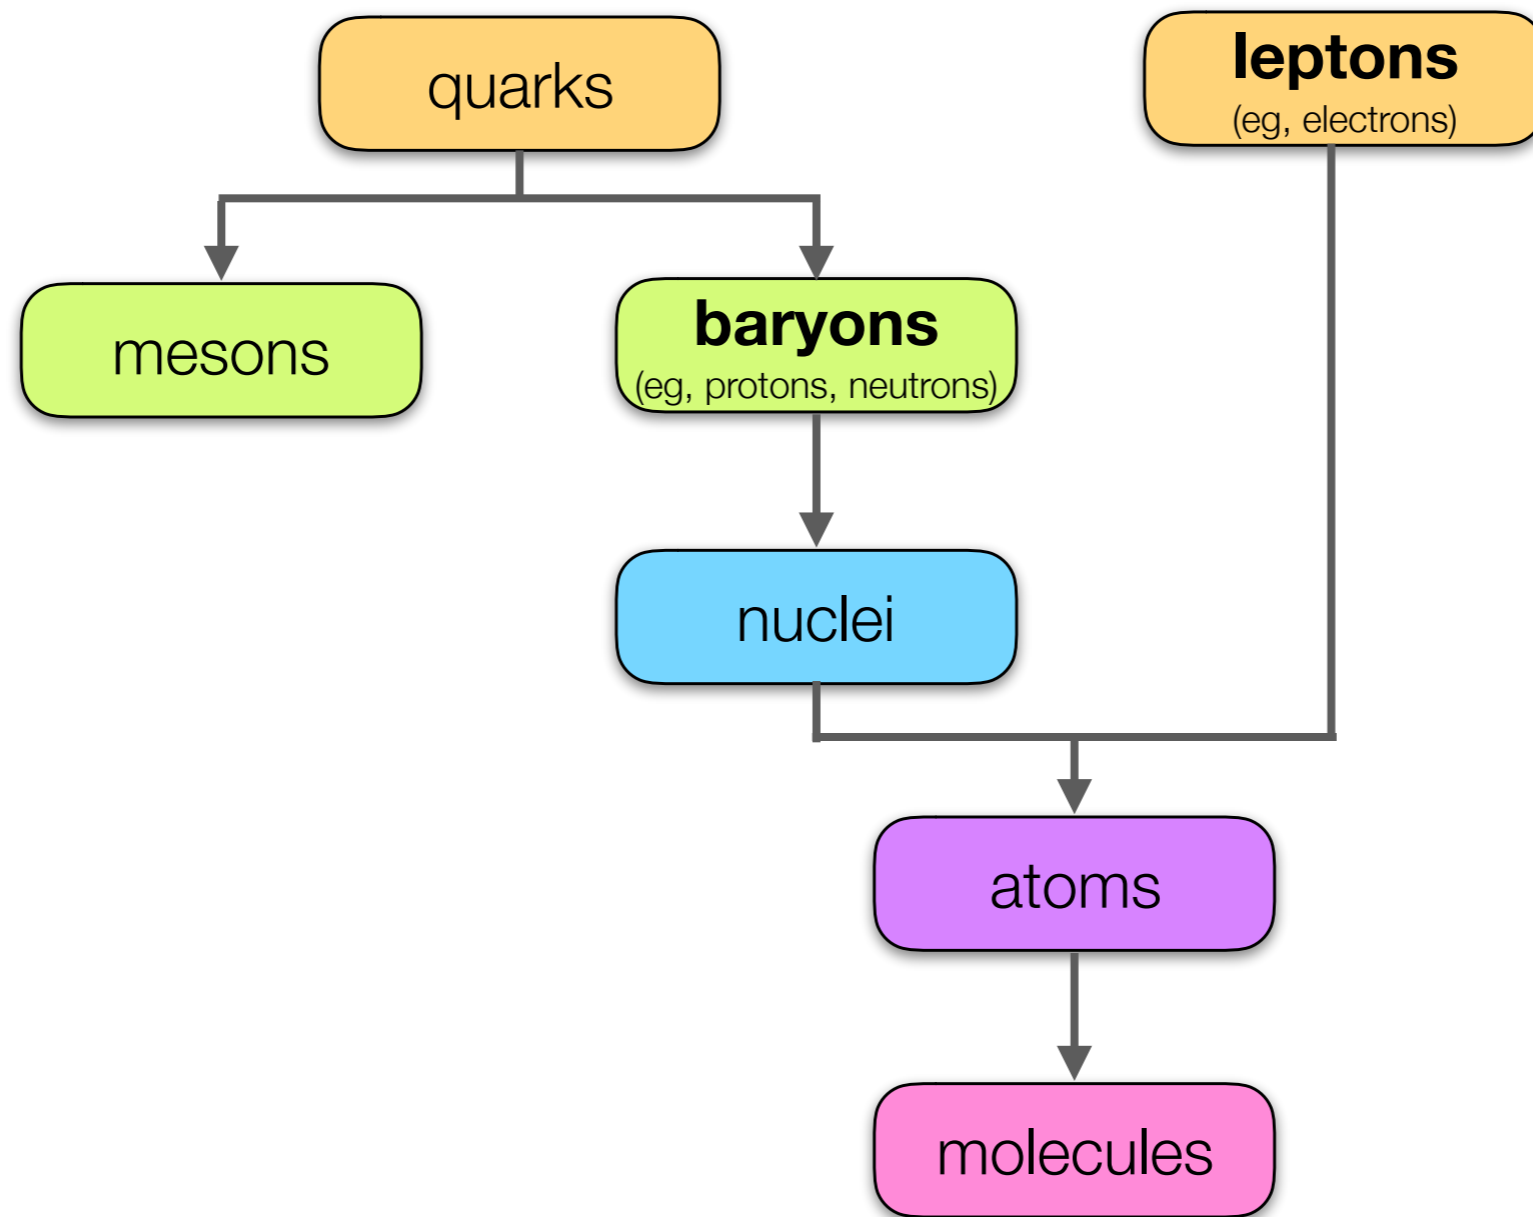 quarks
leptons
(eg, electrons)
mesons
baryons
(eg, protons, neutrons)
nuclei
atoms
molecules